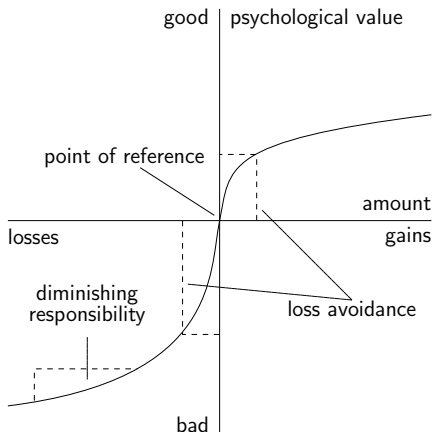 good
psychological value
point of reference
amount
losses
gains
diminishing
responsibility
loss avoidance
bad